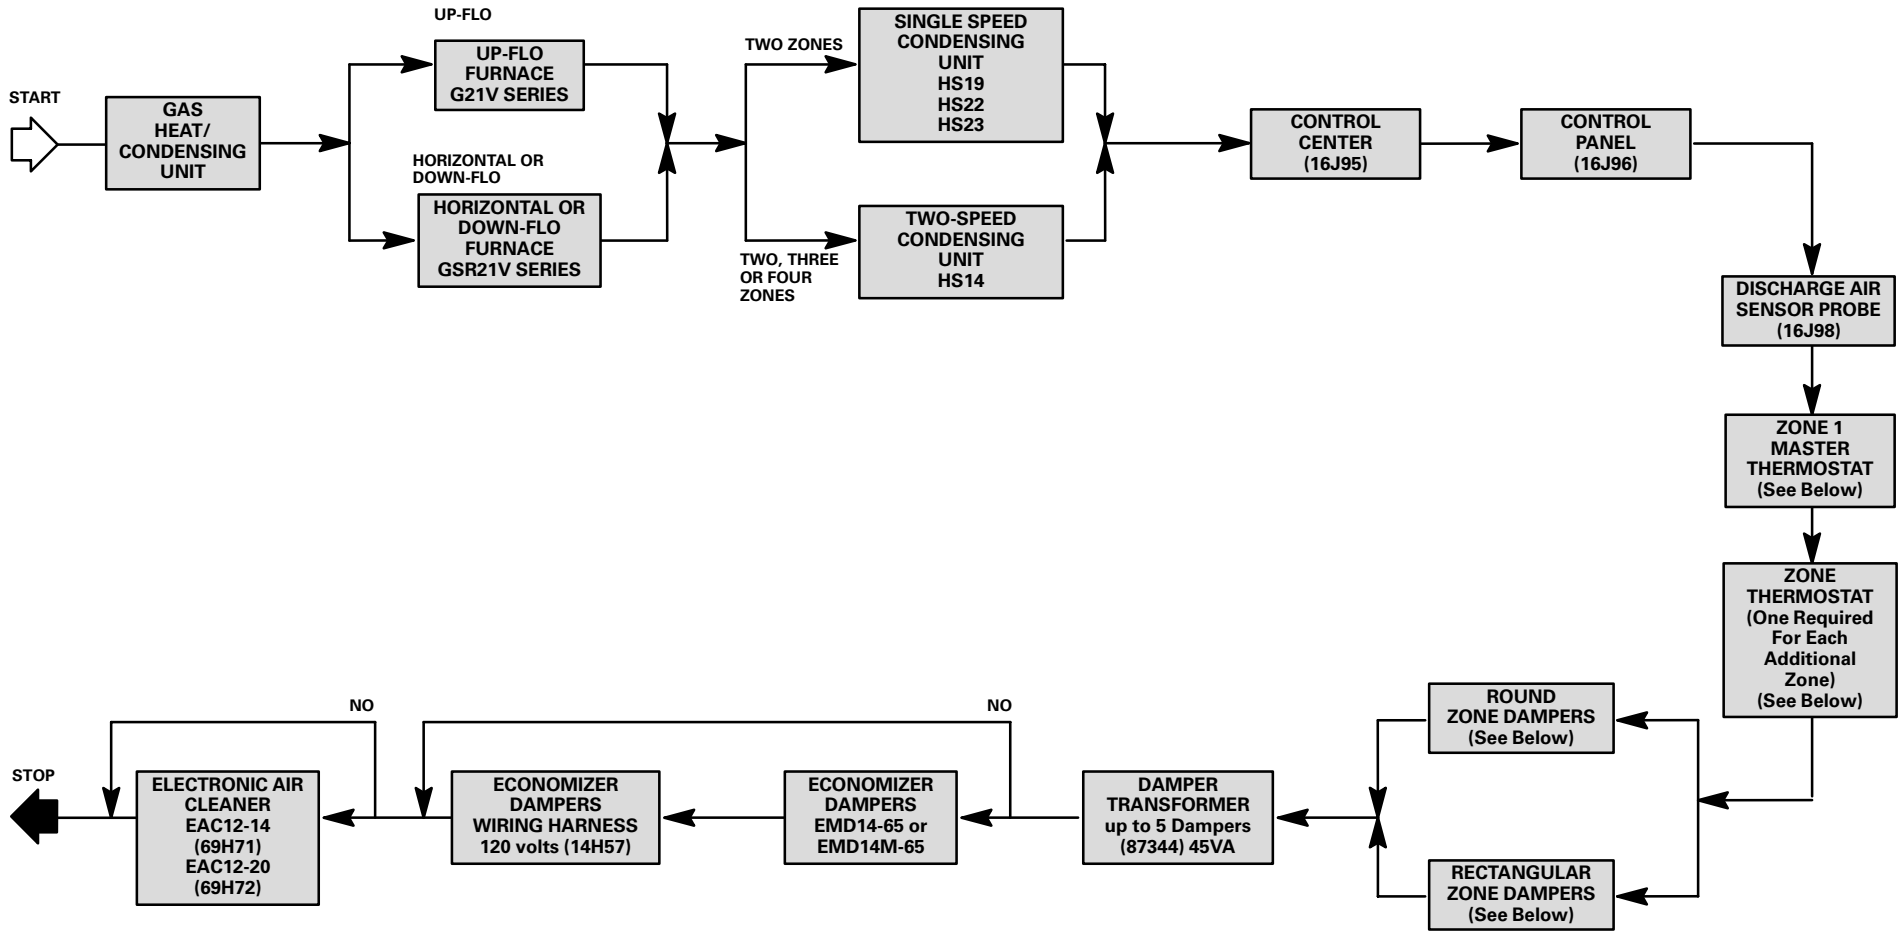 START
GAS
HEAT/
CONDENSING
UNIT
UP-FLO
UP-FLO
FURNACE
G21V SERIES
HORIZONTAL OR
DOWN-FLO
HORIZONTAL OR
DOWN-FLO
FURNACE
GSR21V SERIES
TWO ZONES
SINGLE SPEED
CONDENSING
UNIT
HS19
HS22
HS23
TWO, THREE
OR FOUR
ZONES
TWO-SPEED
CONDENSING
UNIT
HS14
CONTROL
CENTER
(16J95)
CONTROL
PANEL
(16J96)
DISCHARGE AIR
SENSOR PROBE
(16J98)
ZONE 1
MASTER
THERMOSTAT
(See Below)
ZONE
THERMOSTAT
(One Required
For Each
Additional
Zone)
(See Below)
ROUND
ZONE DAMPERS
(See Below)
RECTANGULAR
ZONE DAMPERS
(See Below)
DAMPER
TRANSFORMER
up to 5 Dampers
(87344) 45VA
NO
ECONOMIZER
DAMPERS
EMD14-65 or
EMD14M-65
ECONOMIZER
DAMPERS
WIRING HARNESS
120 volts (14H57)
NO
ELECTRONIC AIR
CLEANER
EAC12-14
(69H71)
EAC12-20
(69H72)
STOP